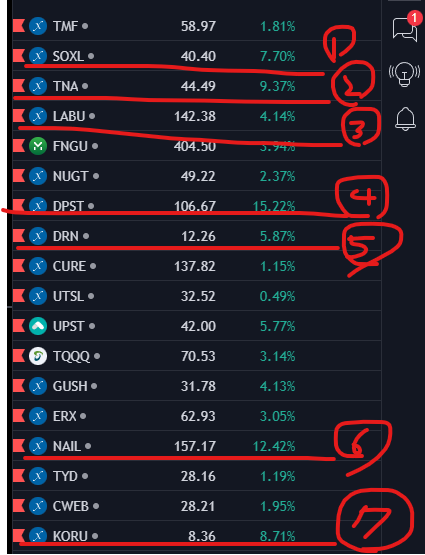 1
TMF 58.97 1.81%
SOXL 40.40 7.70% 1
TNA 44.49 9.37% 2
LABU 142.38 4.14% 3
FNGU 404.50 3.94%
NUGT 49.22 2.37%
DPST 106.67 15.22% 4
DRN 12.26 5.87% 5
CURE 137.82 1.15%
UTSL 32.52 0.49%
UPST 42.00 5.77%
TQQQ 70.53 3.14%
GUSH 31.78 4.13%
ERX 62.93 3.05%
NAIL 157.17 12.42% 6
TYD 28.16 1.19%
CWEB 28.21 1.95%
KORU 8.36 8.71% 7